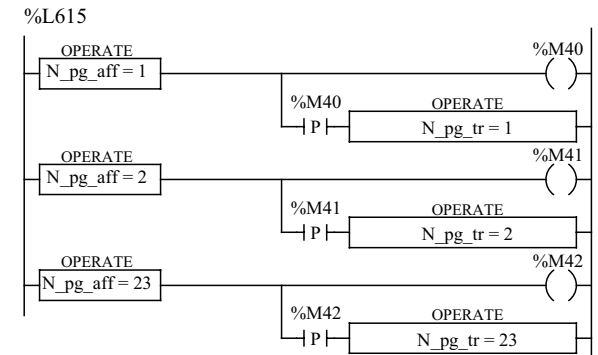 %L615
OPERATE %M40
N_pg_aff = 1 ( )
%M40 OPERATE
P N_pg_tr = 1
OPERATE %M41
N_pg_aff = 2 ( )
%M41 OPERATE
P N_pg_tr = 2
OPERATE %M42
N_pg_aff = 23 ( )
%M42 OPERATE
P N_pg_tr = 23